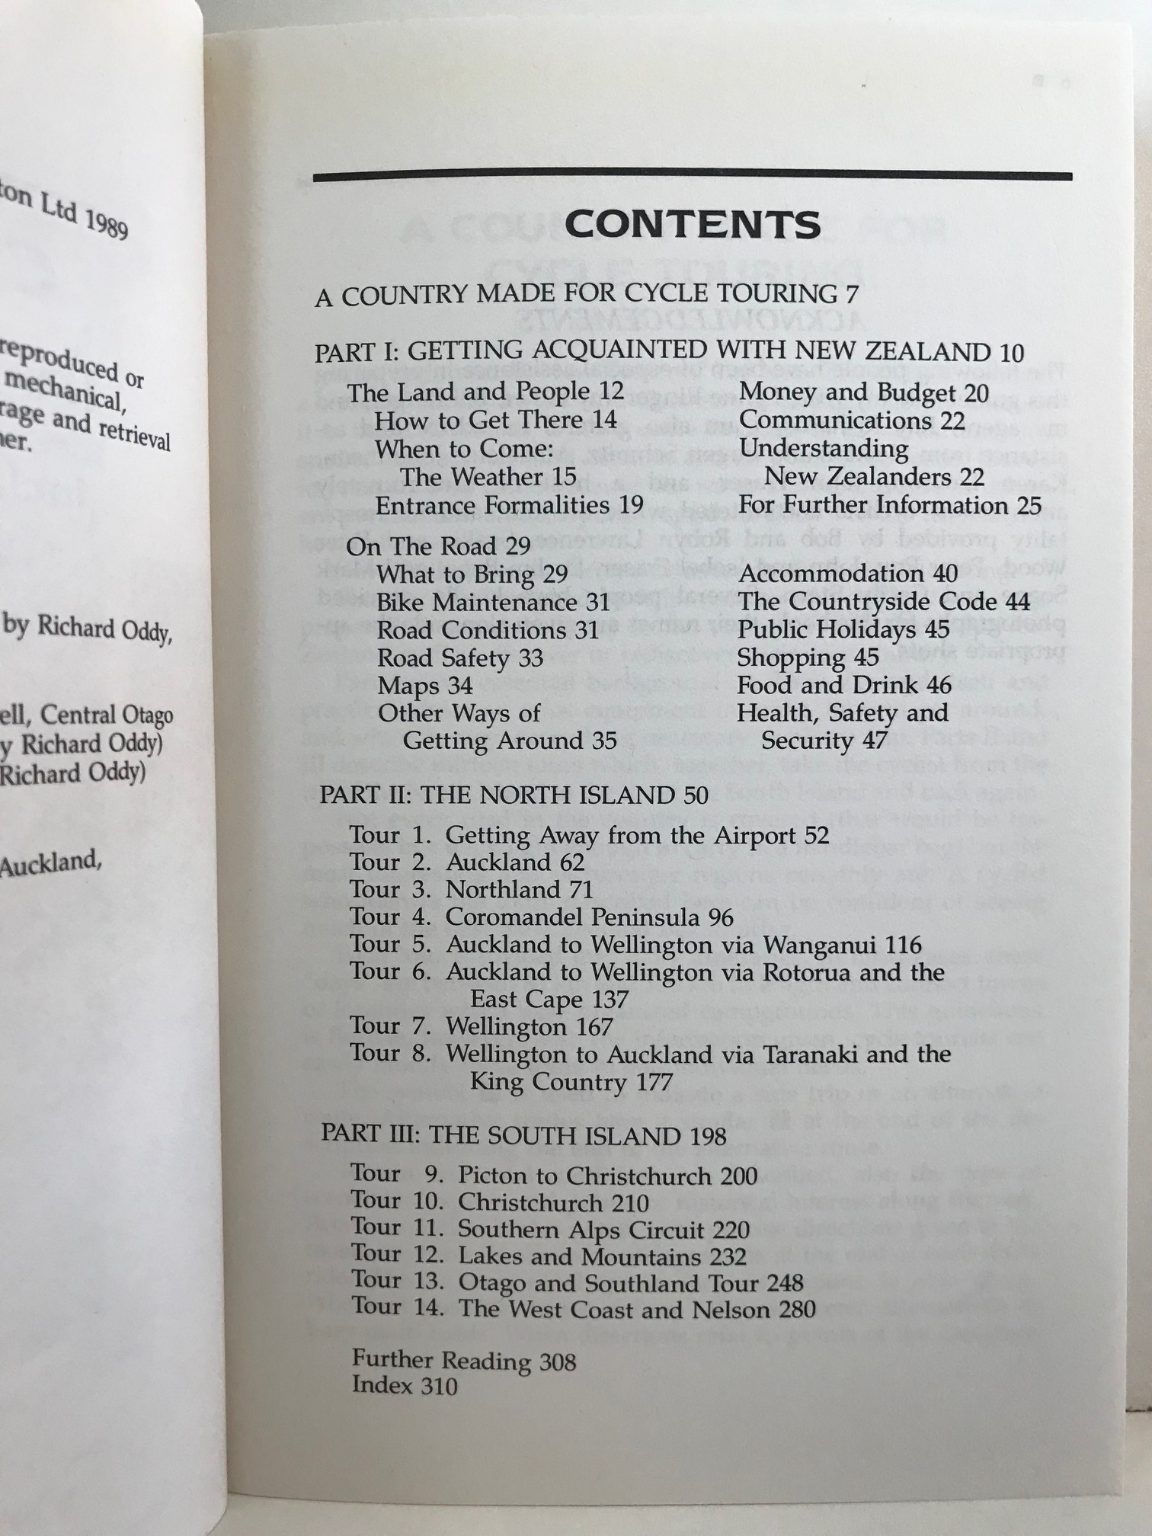 ton Ltd 1989
reproduced or
mechanical,
rage and retrieval
er.
by Richard Oddy,
ell, Central Otago
y Richard Oddy)
Richard Oddy)
Auckland,
CONTENTS
A COUNTRY MADE FOR CYCLE TOURING 7
PART I: GETTING ACQUAINTED WITH NEW ZEALAND 10
The Land and People 12
How to Get There 14
When to Come:
The Weather 15
Entrance Formalities 19
Money and Budget 20
Communications 22
Understanding
New Zealanders 22
For Further Information 25
On The Road 29
What to Bring 29
Bike Maintenance 31
Road Conditions 31
Road Safety 33
Maps 34
Other Ways of
Getting Around 35
Accommodation 40
The Countryside Code 44
Public Holidays 45
Shopping 45
Food and Drink 46
Health, Safety and
Security 47
PART II: THE NORTH ISLAND 50
Tour 1. Getting Away from the Airport 52
Tour 2. Auckland 62
Tour 3. Northland 71
Tour 4. Coromandel Peninsula 96
Tour 5. Auckland to Wellington via Wanganui 116
Tour 6. Auckland to Wellington via Rotorua and the
East Cape 137
Tour 7. Wellington 167
Tour 8. Wellington to Auckland via Taranaki and the
King Country 177
PART III: THE SOUTH ISLAND 198
Tour 9. Picton to Christchurch 200
Tour 10. Christchurch 210
Tour 11. Southern Alps Circuit 220
Tour 12. Lakes and Mountains 232
Tour 13. Otago and Southland Tour 248
Tour 14. The West Coast and Nelson 280
Further Reading 308
Index 310